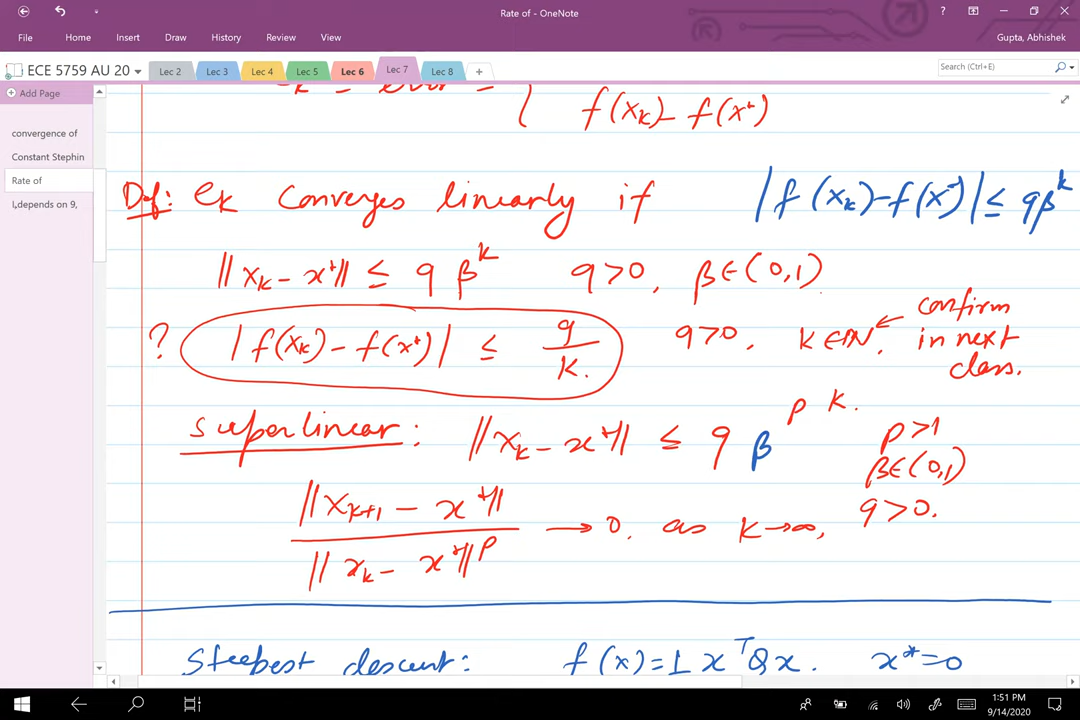 Rate of - OneNote
File Home Insert Draw History Review View
Gupta, Abhishek
ECE 5759 AU 20
Lec 2 Lec 3 Lec 4 Lec 5 Lec 6 Lec 7 Lec 8
Search (Ctrl+E)
Add Page
convergence of
Constant Stephin
Rate of
l,depends on 9,
f(x_k) - f(x*)
Def: e_k converges linearly if |f(x_k) - f(x*)| ≤ qβ^k
||x_k - x*|| ≤ q β^k q>0, β∈(0,1)
? |f(x_k) - f(x*)| ≤ q/k. q>0, k∈ℕ, ← confirm in next class.
superlinear: ||x_k - x*|| ≤ q β^{p^k}. p>1
β∈(0,1)
q>0.
||x_{k+1} - x*|| / ||x_k - x*||^p → 0, as k→∞,
Steepest descent: f(x) = 1 x^T Q x. x*=0
1:51 PM
9/14/2020